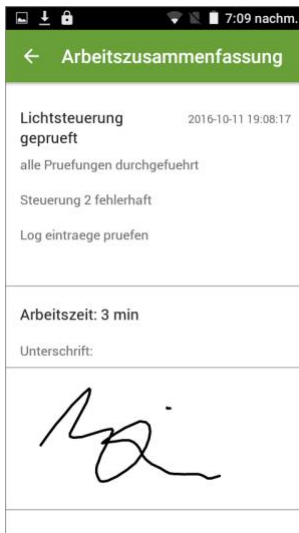 7:09 nachm.
Arbeitszusammenfassung
Lichtsteuerung 2016-10-11 19:08:17
geprueft
alle Pruefungen durchgefuehrt
Steuerung 2 fehlerhaft
Log eintraege pruefen
Arbeitszeit: 3 min
Unterschrift: